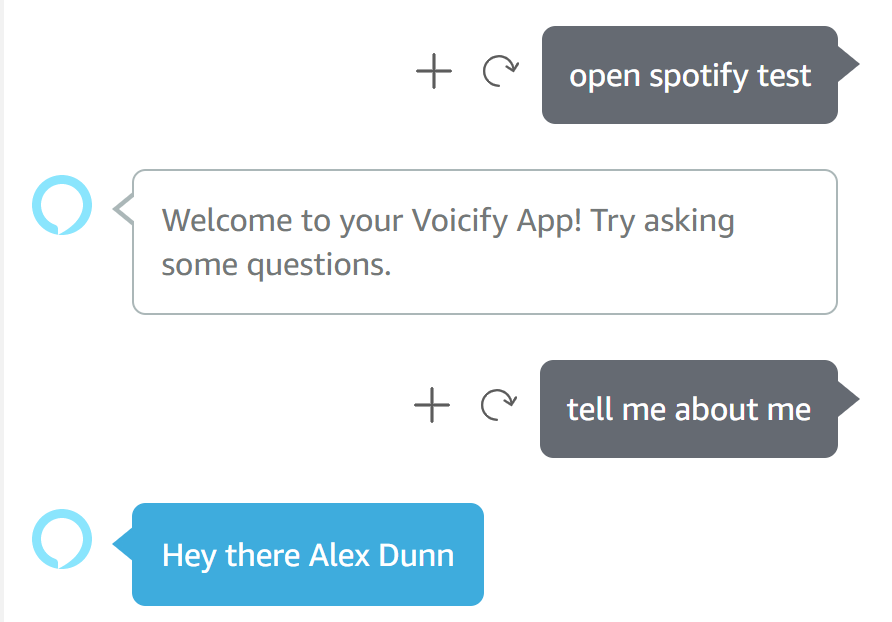 open spotify test
Welcome to your Voicify App! Try asking
some questions.
tell me about me
Hey there Alex Dunn